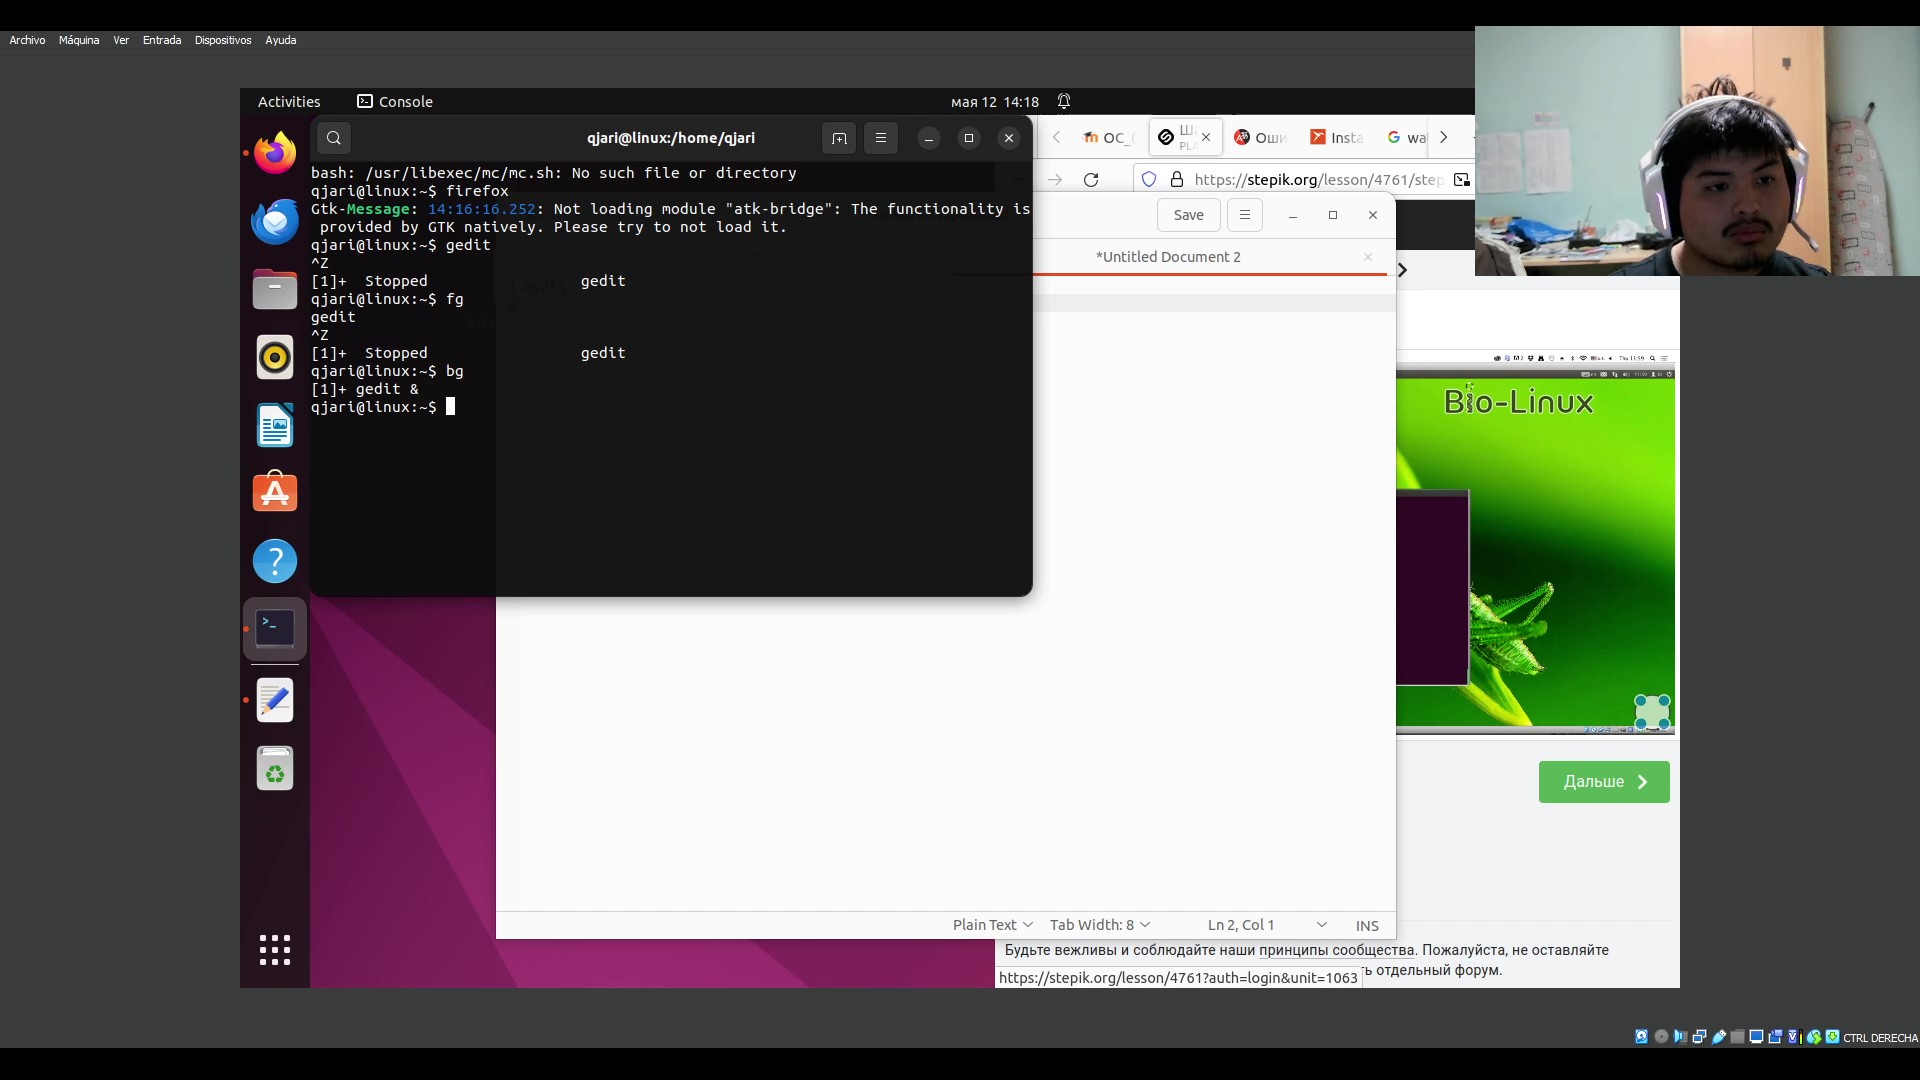 Archivo Máquina Ver Entrada Dispositivos Ayuda
Activities Console мая 12 14:18
qjari@linux:/home/qjari
bash: /usr/libexec/mc/mc.sh: No such file or directory
qjari@linux:~$ firefox
Gtk-Message: 14:16:16.252: Not loading module "atk-bridge": The functionality is
provided by GTK natively. Please try to not load it.
qjari@linux:~$ gedit
^Z
[1]+ Stopped gedit
qjari@linux:~$ fg
gedit
^Z
[1]+ Stopped gedit
qjari@linux:~$ bg
[1]+ gedit &
qjari@linux:~$
OC_ Оши Insta wa
https://stepik.org/lesson/4761/step
Save
*Untitled Document 2
Bio-Linux
Дальше
Plain Text Tab Width: 8 Ln 2, Col 1 INS
Будьте вежливы и соблюдайте наши принципы сообщества. Пожалуйста, не оставляйте
ь отдельный форум.
https://stepik.org/lesson/4761?auth=login&unit=1063
CTRL DERECHA